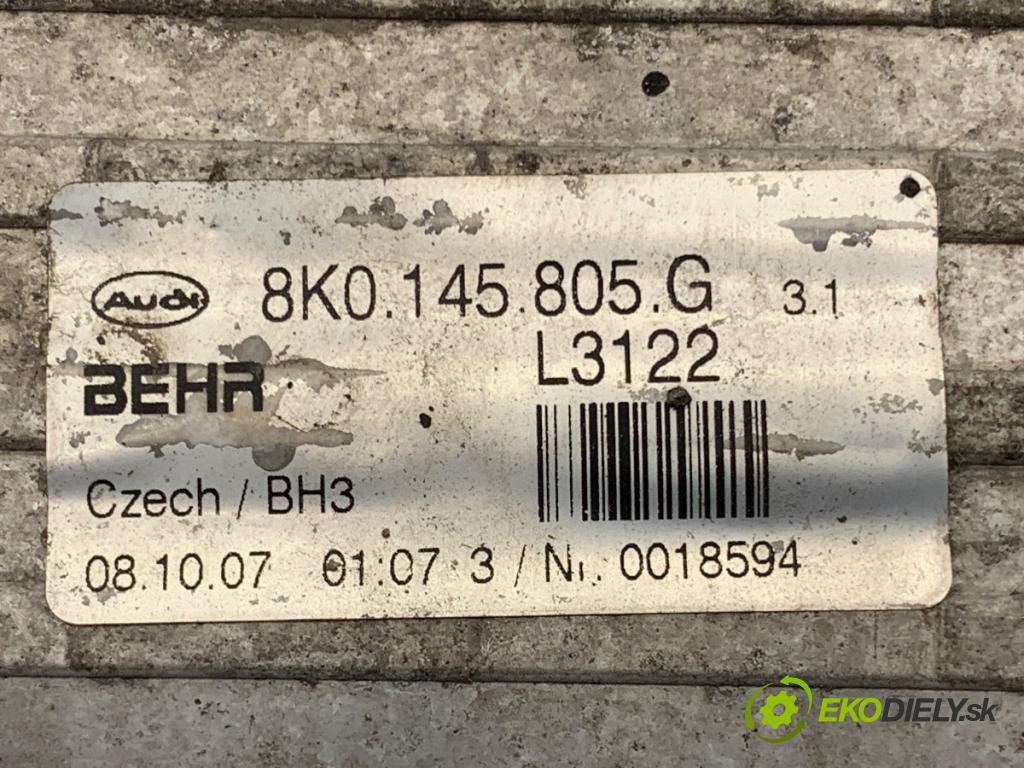 Audi 8K0.145.805.G 3.1
L3122
BEHR
Czech / BH3
08.10.07 01:07 3 / Nr. 0018594
EKODIELY.sk